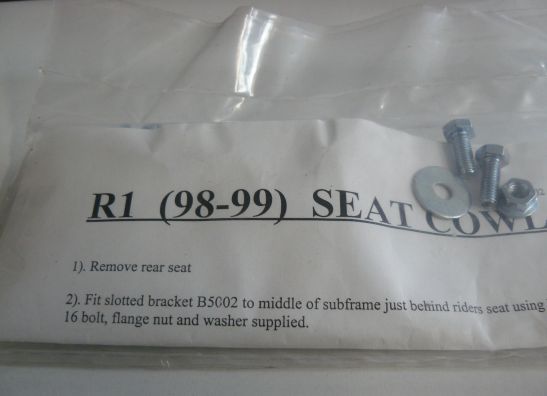 R1 (98-99) SEAT COWL
1). Remove rear seat
2). Fit slotted bracket B5002 to middle of subframe just behind riders seat using
16 bolt, flange nut and washer supplied.